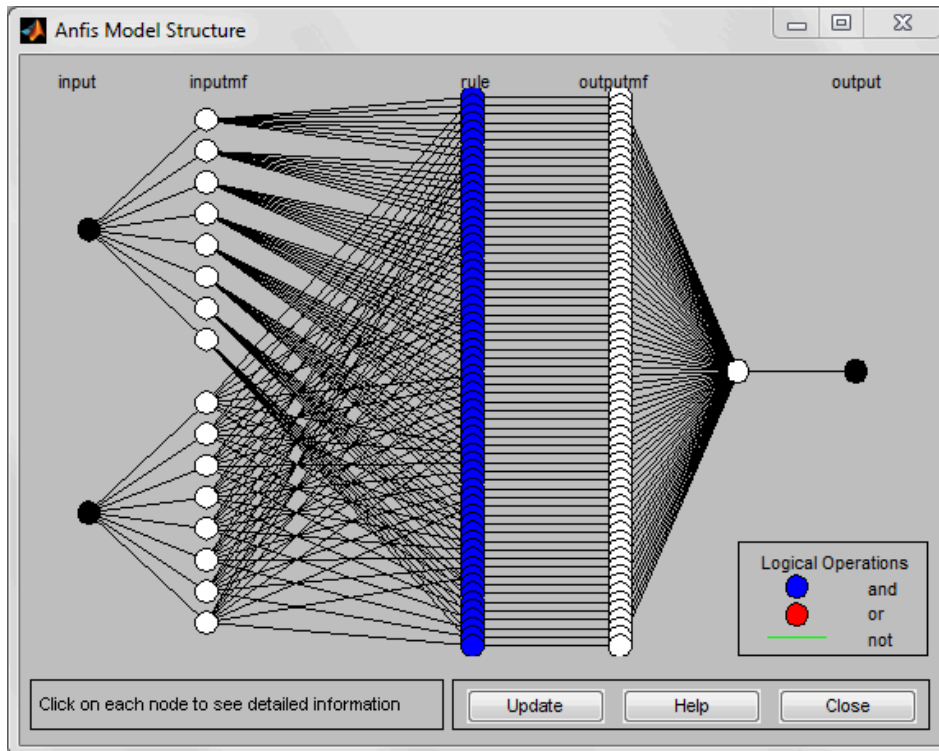 Anfis Model Structure
input inputmf rule outputmf output
Logical Operations
and
or
not
Click on each node to see detailed information
Update Help Close